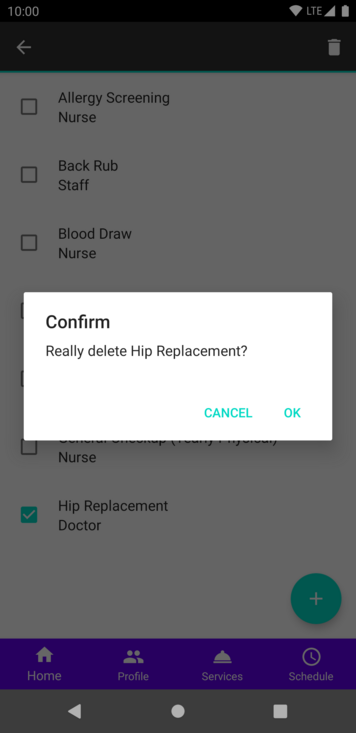 10:00
LTE
Allergy Screening
Nurse
Back Rub
Staff
Blood Draw
Nurse
Confirm
Really delete Hip Replacement?
CANCEL
OK
General Checkup (Yearly Physical)
Nurse
Hip Replacement
Doctor
Home
Profile
Services
Schedule